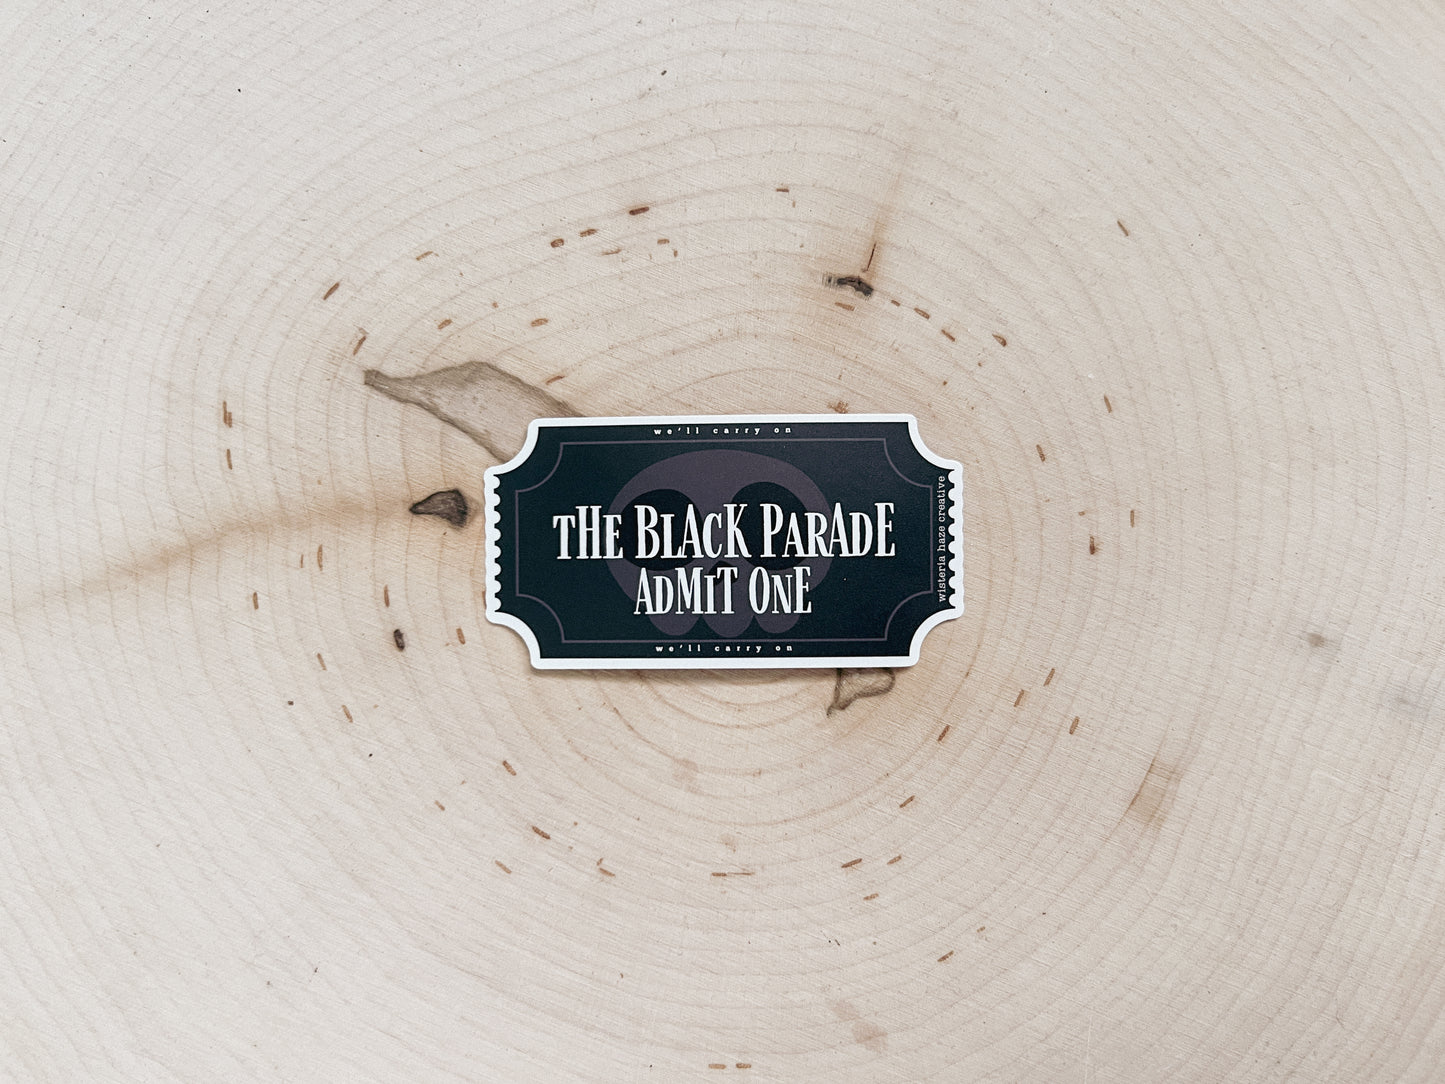 we'll carry on
THE BLACK PARADE
ADMIT ONE
we'll carry on
wisteria haze creative